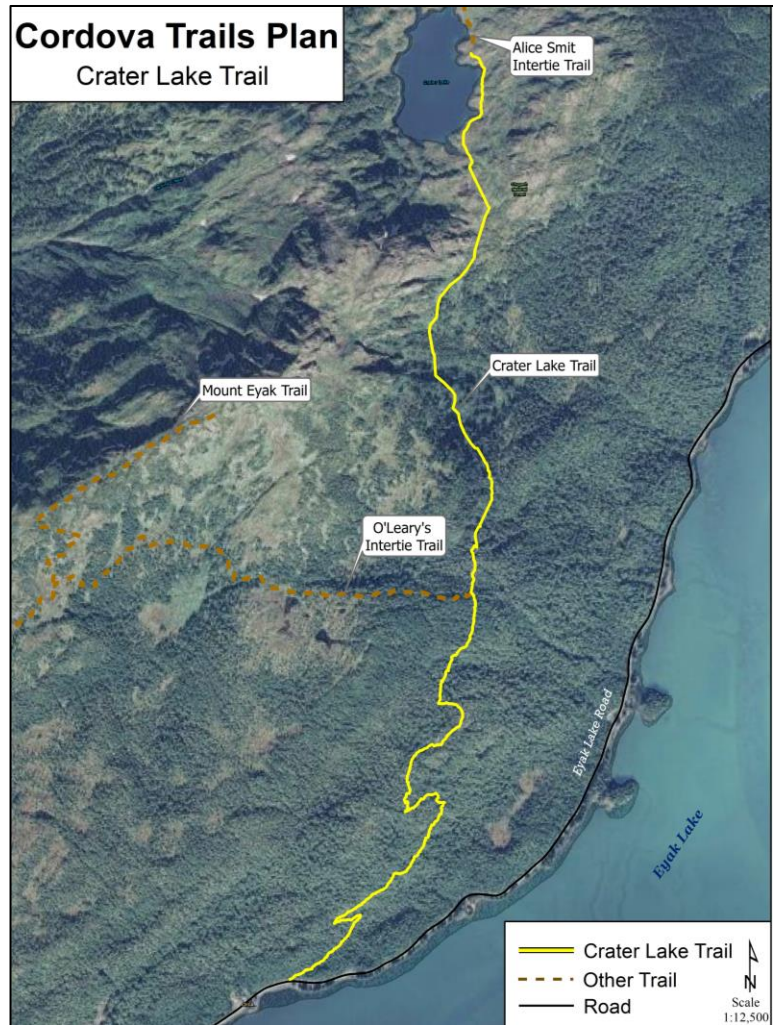 Cordova Trails Plan
Crater Lake Trail
Alice Smit
Intertie Trail
Crater Lake Trail
Mount Eyak Trail
O'Leary's
Intertie Trail
Eyak Lake Road
Eyak Lake
Crater Lake Trail
Other Trail
Road
N
Scale
1:12,500